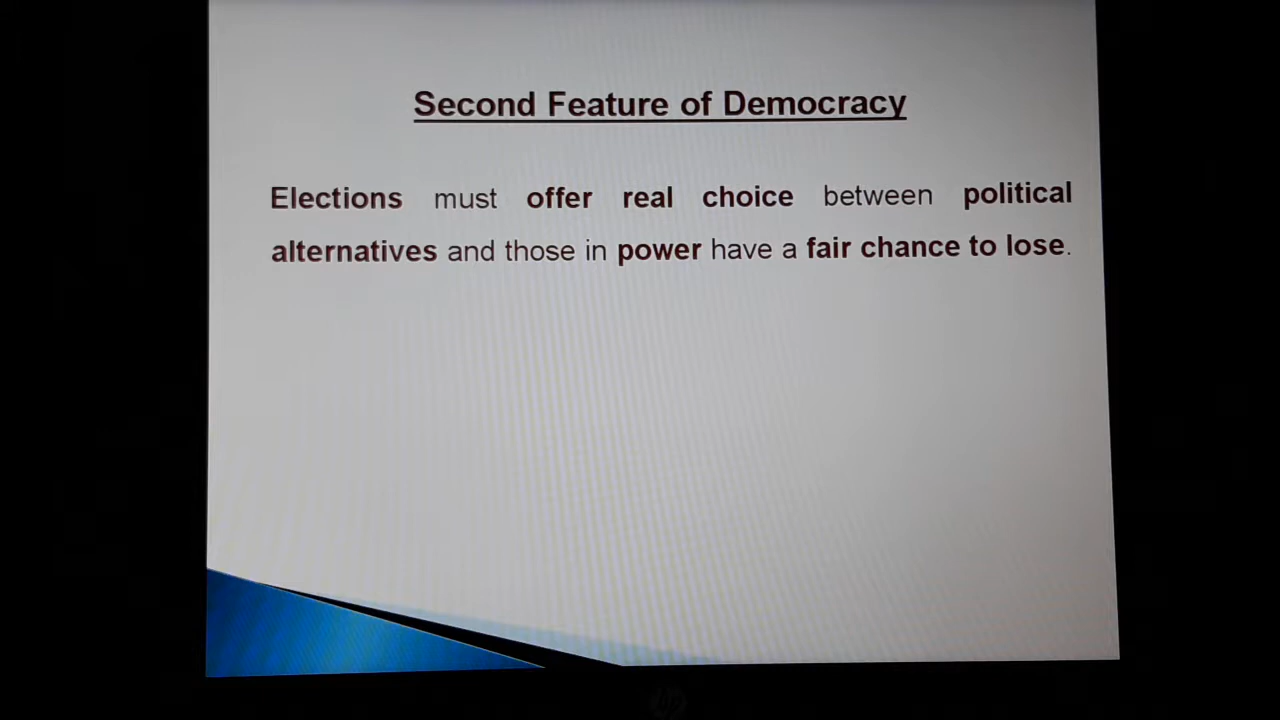 Second Feature of Democracy
Elections must offer real choice between political
alternatives and those in power have a fair chance to lose.